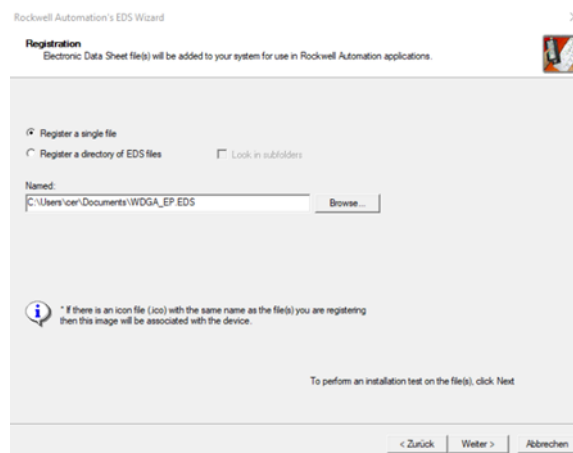 Rockwell Automation's EDS Wizard
Registration
Electronic Data Sheet file(s) will be added to your system for use in Rockwell Automation applications.
Register a single file
Register a directory of EDS files
Look in subfolders
Named:
C:\Users\cer\Documents\WDGA_EP.EDS
Browse...
* If there is an icon file (.ico) with the same name as the file(s) you are registering
then this image will be associated with the device.
To perform an installation test on the file(s), click Next
< Zurück
Weiter >
Abbrechen